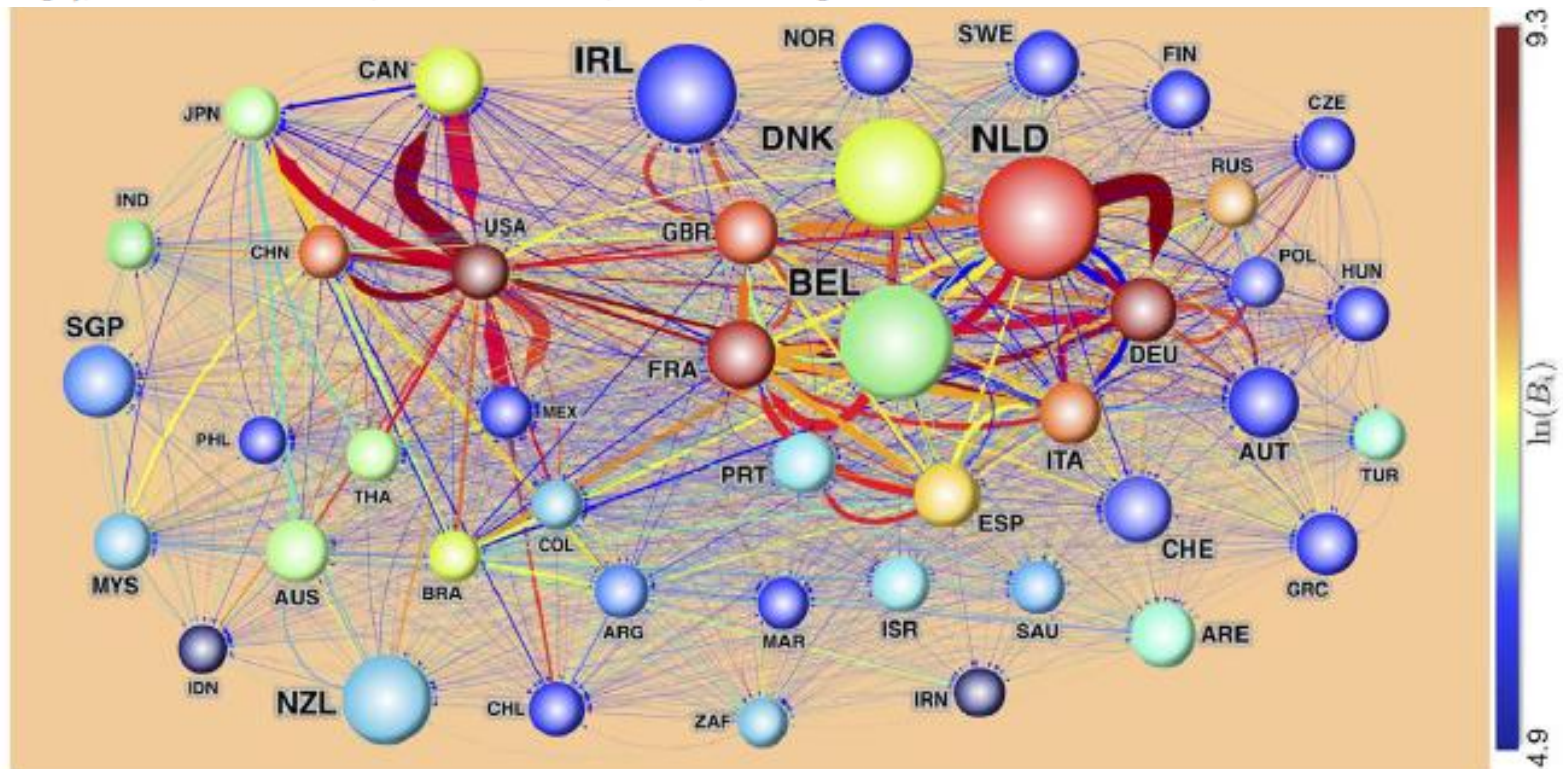 IRL
NOR
SWE
FIN
CAN
JPN
CZE
DNK
NLD
RUS
IND
USA
GBR
CHN
POL
HUN
BEL
SGP
DEU
FRA
MEX
PHL
AUT
ITA
TUR
THA
PRT
ESP
COL
CHE
MYS
AUS
BRA
GRC
ARG
MAR
ISR
SAU
ARE
IDN
NZL
CHL
ZAF
IRN
9.3
ln(B_i)
4.9